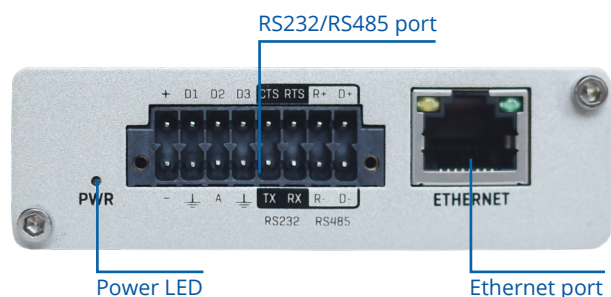 RS232/RS485 port
+ D1 D2 D3 CTS RTS R+ D+
PWR
- ⏚ A ⏚ TX RX R- D-
RS232 RS485
ETHERNET
Power LED
Ethernet port